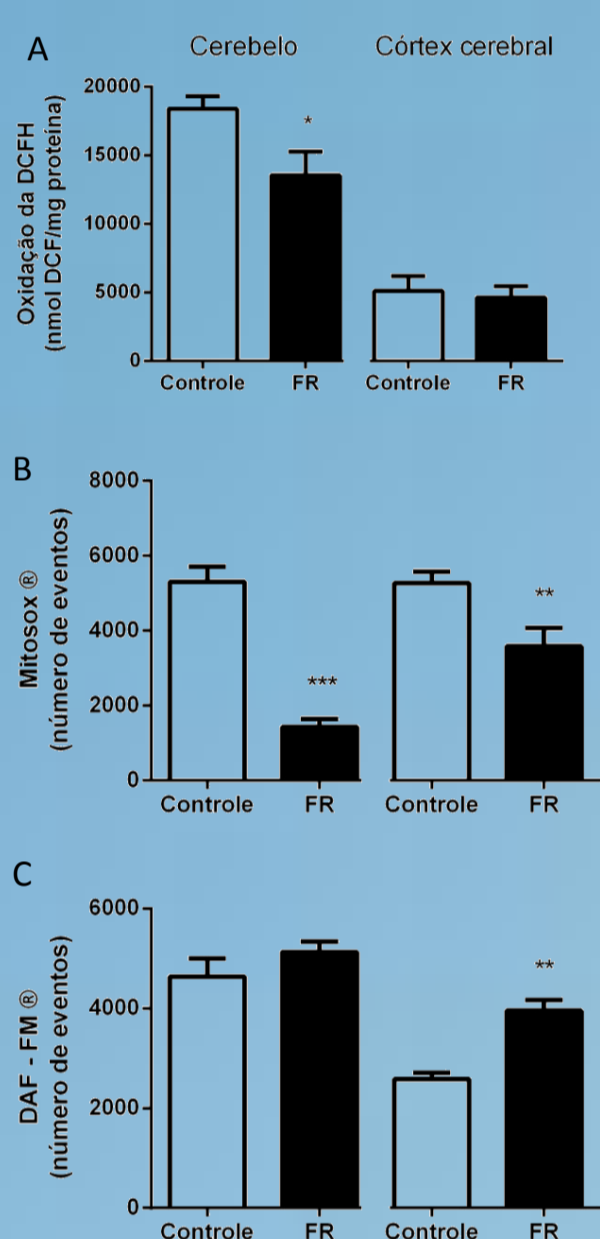 A
Cerebelo
Córtex cerebral
Oxidação da DCFH
(nmol DCF/mg proteína)
20000
15000
10000
5000
0
*
Controle
FR
Controle
FR
B
Mitosox ®
(número de eventos)
8000
6000
4000
2000
0
***
**
Controle
FR
Controle
FR
C
DAF - FM ®
(número de eventos)
6000
4000
2000
0
**
Controle
FR
Controle
FR